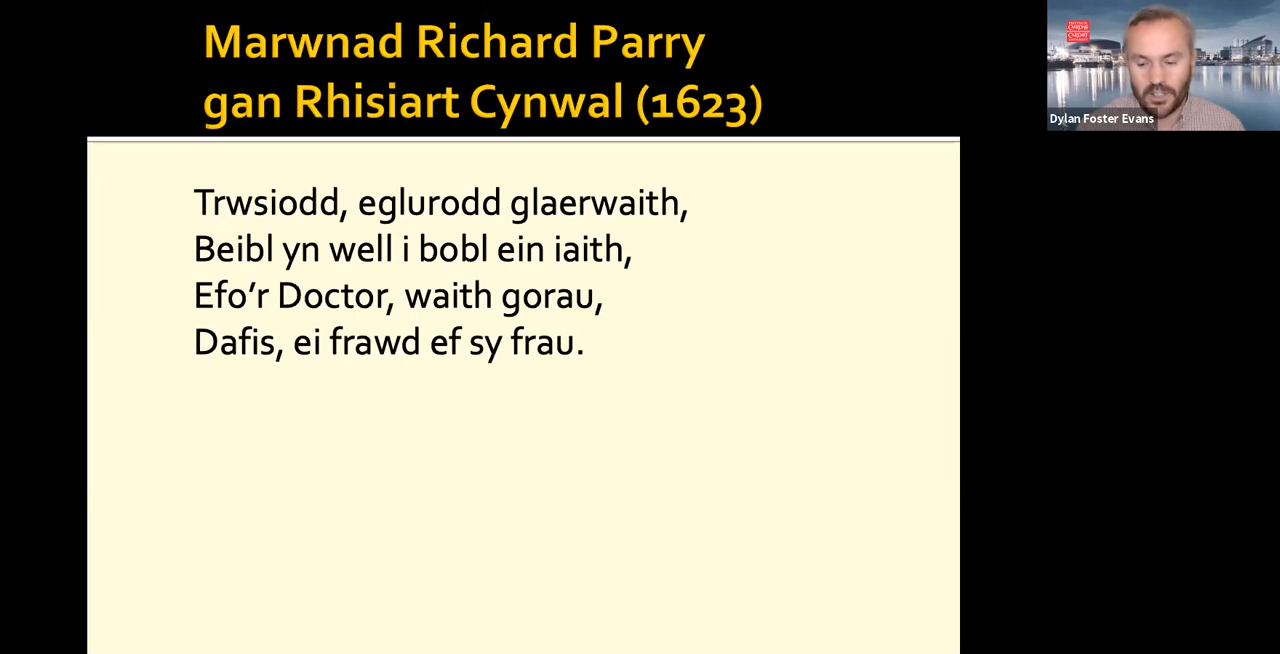 Marwnad Richard Parry
gan Rhisiart Cynwal (1623)
Trwsiodd, eglurodd glaerwaith,
Beibl yn well i bobl ein iaith,
Efo'r Doctor, waith gorau,
Dafis, ei frawd ef sy frau.
Dylan Foster Evans